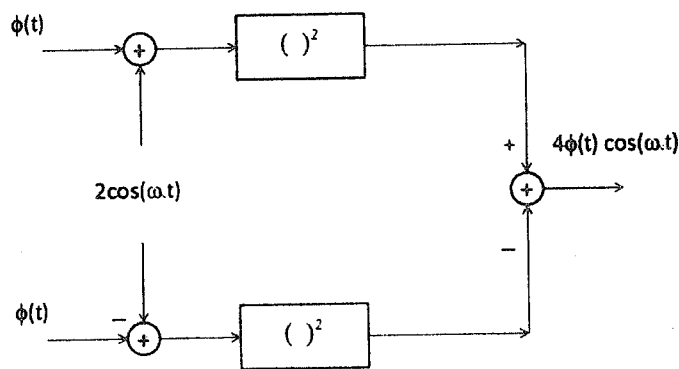 ϕ(t)
+
( )²
2cos(ω.t)
+
4ϕ(t) cos(ω.t)
+
−
ϕ(t)
−
+
( )²